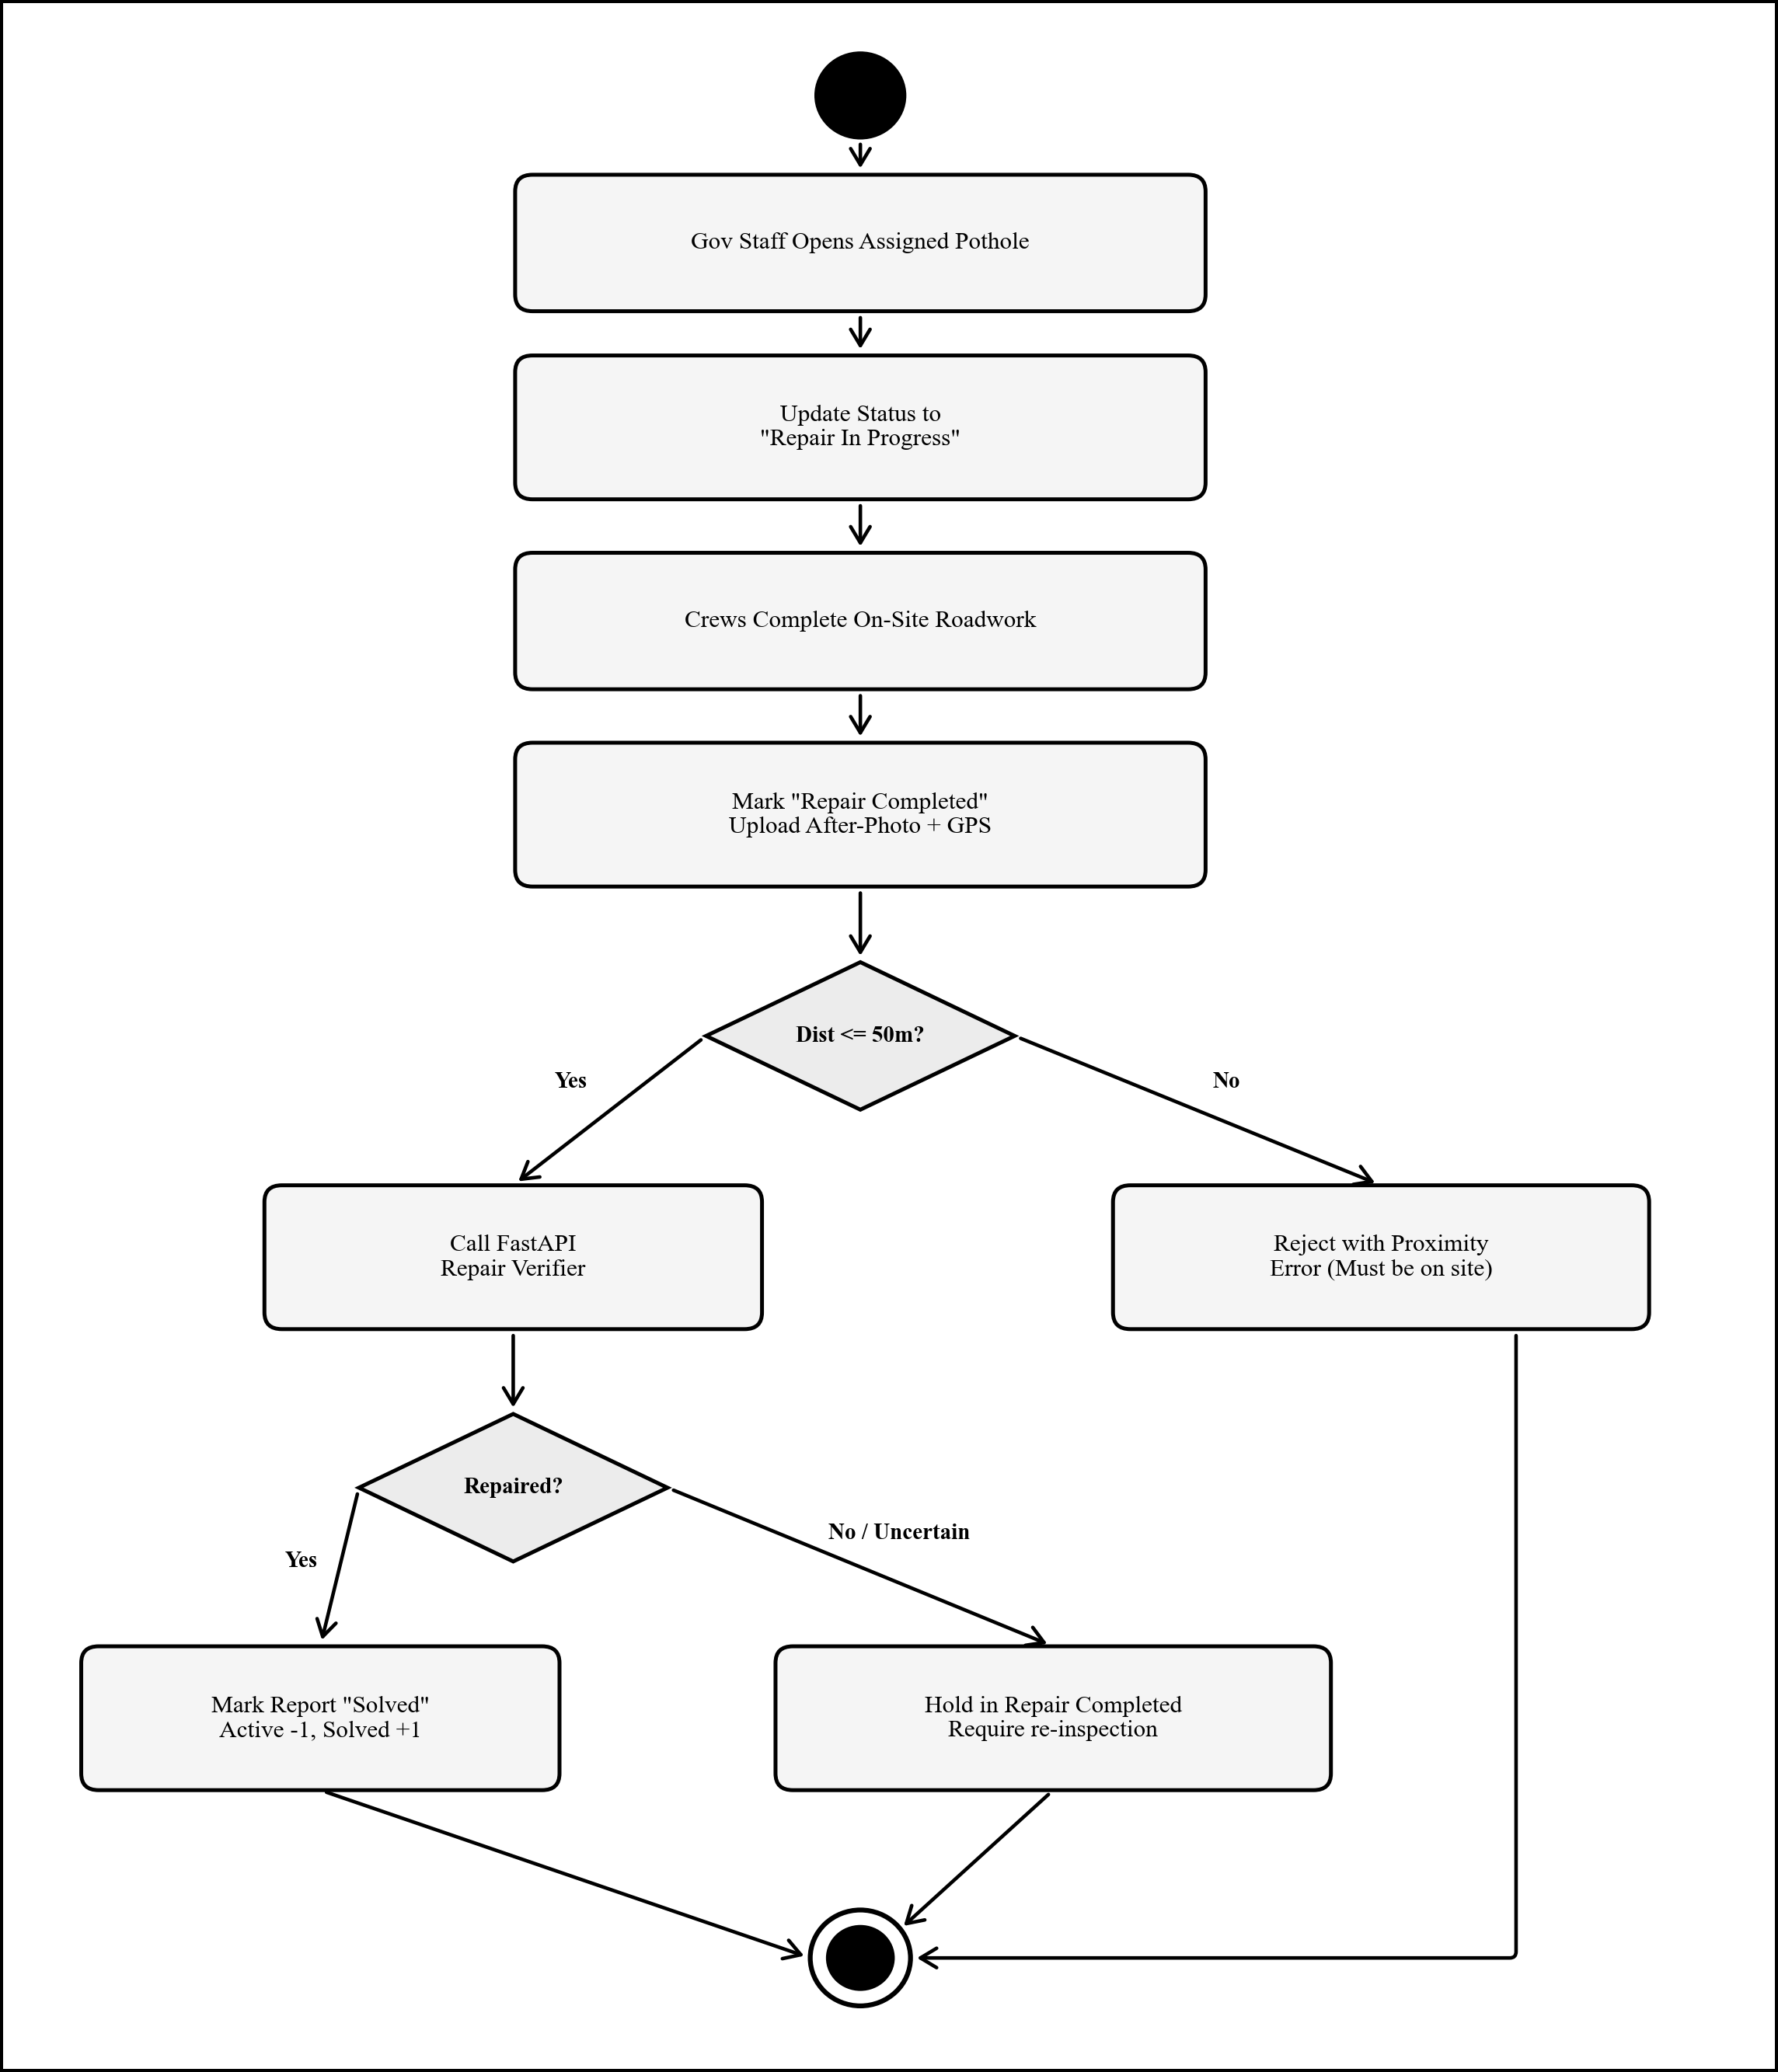 Gov Staff Opens Assigned Pothole
Update Status to
"Repair In Progress"
Crews Complete On-Site Roadwork
Mark "Repair Completed"
Upload After-Photo + GPS
Dist <= 50m?
Yes
No
Call FastAPI
Repair Verifier
Reject with Proximity
Error (Must be on site)
Repaired?
No / Uncertain
Yes
Mark Report "Solved"
Active -1, Solved +1
Hold in Repair Completed
Require re-inspection